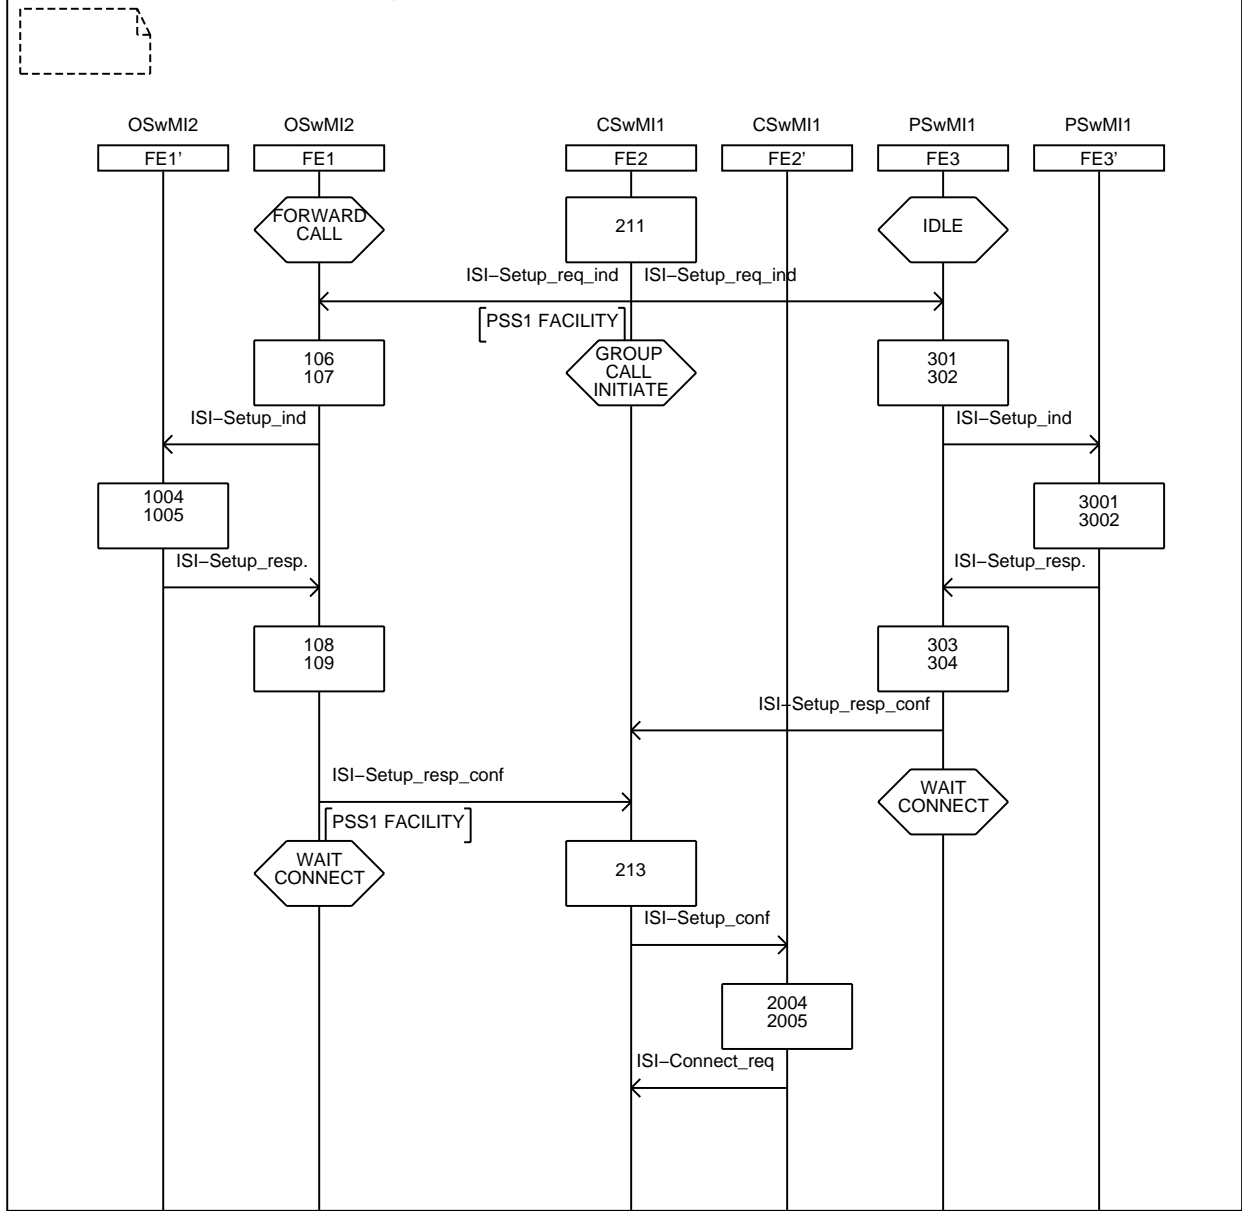 OSwMI2 OSwMI2 CSwMI1 CSwMI1 PSwMI1 PSwMI1
FE1' FE1 FE2 FE2' FE3 FE3'
FORWARD
CALL
211
IDLE
ISI-Setup_req_ind ISI-Setup_req_ind
PSS1 FACILITY
106
107
GROUP
CALL
INITIATE
301
302
ISI-Setup_ind ISI-Setup_ind
1004
1005
3001
3002
ISI-Setup_resp. ISI-Setup_resp.
108
109
303
304
ISI-Setup_resp_conf
ISI-Setup_resp_conf
WAIT
CONNECT
PSS1 FACILITY
WAIT
CONNECT
213
ISI-Setup_conf
2004
2005
ISI-Connect_req